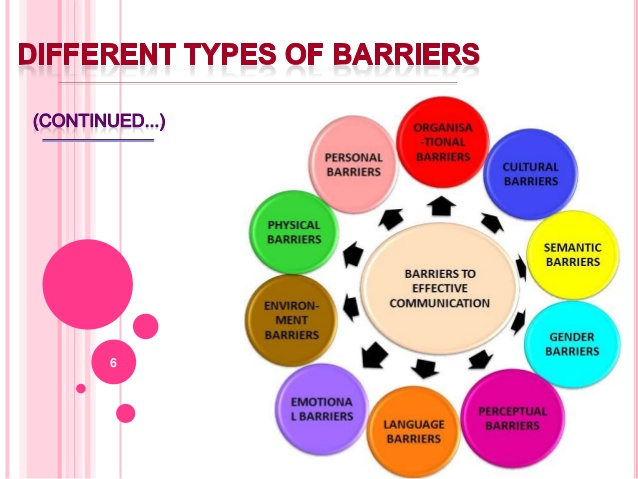 DIFFERENT TYPES OF BARRIERS
(CONTINUED...)
ORGANISA
-TIONAL
BARRIERS
CULTURAL
BARRIERS
SEMANTIC
BARRIERS
GENDER
BARRIERS
PERCEPTUAL
BARRIERS
LANGUAGE
BARRIERS
EMOTIONA
L BARRIERS
ENVIRON-
MENT
BARRIERS
PHYSICAL
BARRIERS
PERSONAL
BARRIERS
BARRIERS TO
EFFECTIVE
COMMUNICATION
6